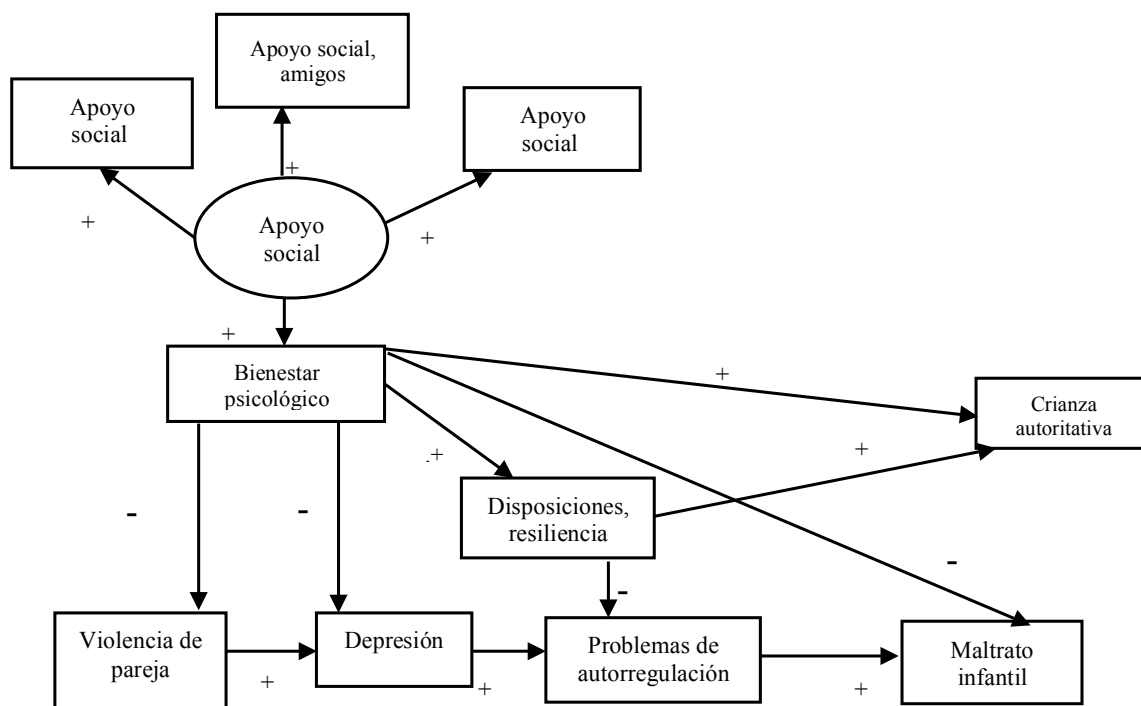 Apoyo social,
amigos
Apoyo
social
Apoyo
social
+
+
Apoyo
social
+
+
Bienestar
psicológico
+
Crianza
autoritativa
+
.+
Disposiciones,
resiliencia
-
-
-
-
Violencia de
pareja
Depresión
Problemas de
autorregulación
Maltrato
infantil
+
+
+